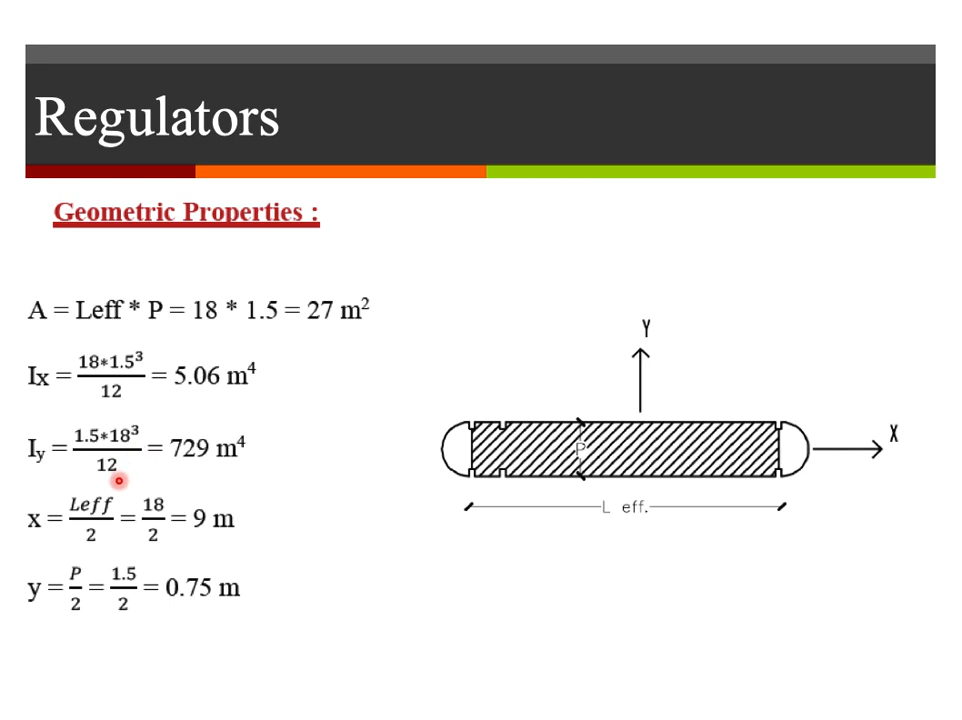 Regulators
Geometric Properties :
A = Leff * P = 18 * 1.5 = 27 m²
Ix = 18*1.5³/12 = 5.06 m⁴
Iy = 1.5*18³/12 = 729 m⁴
x = Leff/2 = 18/2 = 9 m
y = P/2 = 1.5/2 = 0.75 m
Y
X
P
L eff.